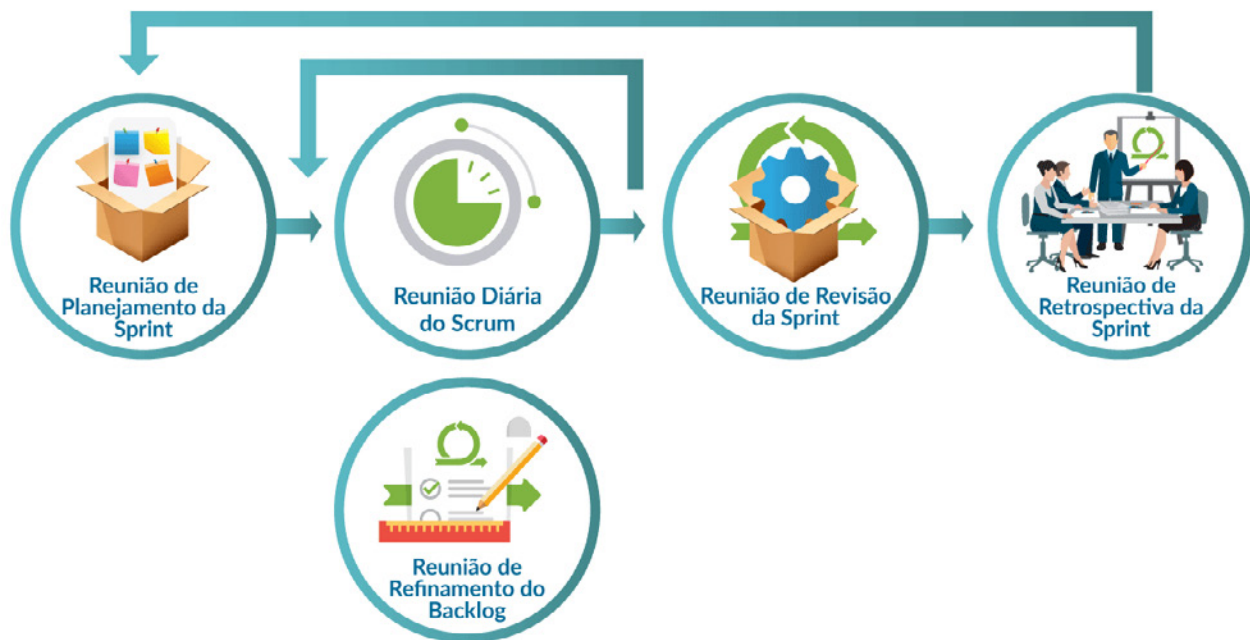 Reunião de
Planejamento da
Sprint
Reunião Diária
do Scrum
Reunião de Revisão
da Sprint
Reunião de
Retrospectiva da
Sprint
Reunião de
Refinamento do
Backlog